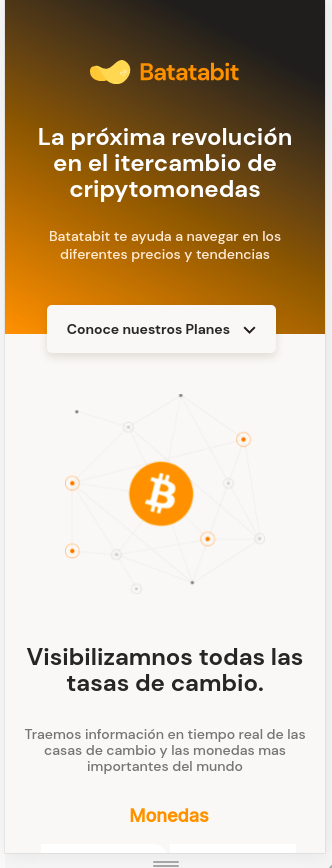 Batatabit
La próxima revolución
en el itercambio de
cripytomonedas
Batatabit te ayuda a navegar en los
diferentes precios y tendencias
Conoce nuestros Planes
Visibilizamnos todas las
tasas de cambio.
Traemos información en tiempo real de las
casas de cambio y las monedas mas
importantes del mundo
Monedas